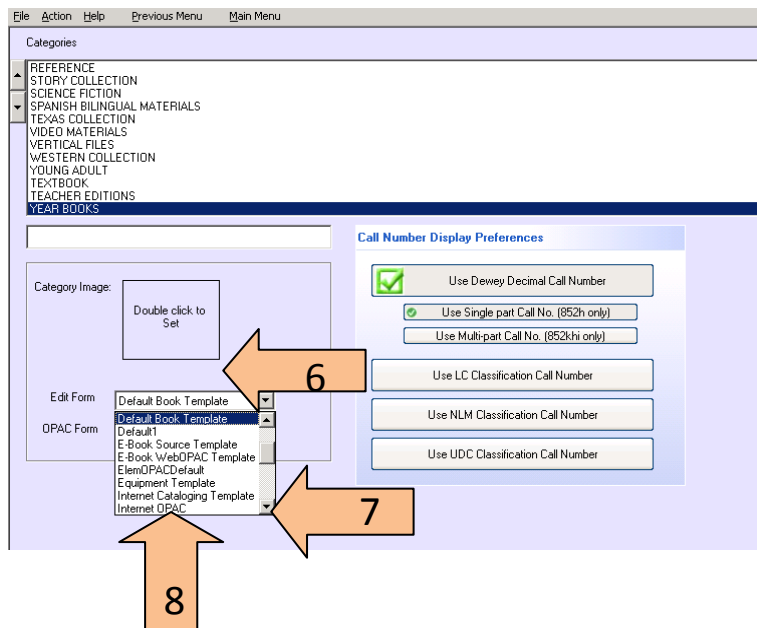 File Action Help Previous Menu Main Menu
Categories
REFERENCE
STORY COLLECTION
SCIENCE FICTION
SPANISH BILINGUAL MATERIALS
TEXAS COLLECTION
VIDEO MATERIALS
VERTICAL FILES
WESTERN COLLECTION
YOUNG ADULT
TEXTBOOK
TEACHER EDITIONS
YEAR BOOKS
Call Number Display Preferences
Category Image:
Double click to
Set
Use Dewey Decimal Call Number
Use Single part Call No. (852h only)
Use Multi-part Call No. (852khi only)
6
Use LC Classification Call Number
Edit Form Default Book Template
Use NLM Classification Call Number
OPAC Form
Default Book Template
Default1
E-Book Source Template
E-Book WebOPAC Template
ElemOPACDefault
Equipment Template
Internet Cataloging Template
Internet OPAC
Use UDC Classification Call Number
7
8